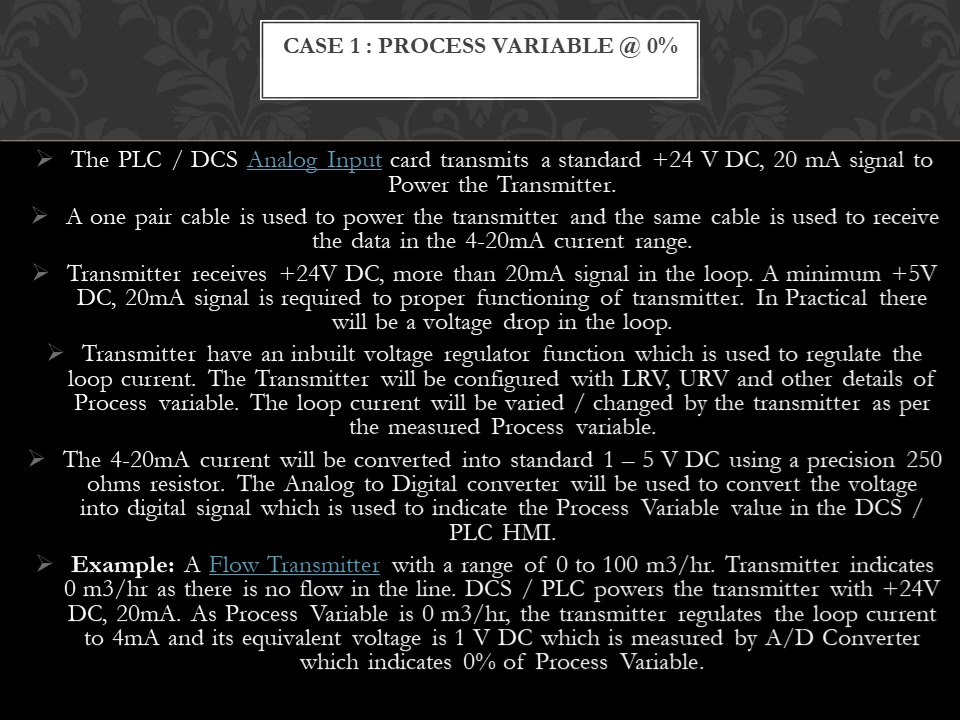 CASE 1 : PROCESS VARIABLE @ 0%
➢ The PLC / DCS Analog Input card transmits a standard +24 V DC, 20 mA signal to
Power the Transmitter.
➢ A one pair cable is used to power the transmitter and the same cable is used to receive
the data in the 4-20mA current range.
➢ Transmitter receives +24V DC, more than 20mA signal in the loop. A minimum +5V
DC, 20mA signal is required to proper functioning of transmitter. In Practical there
will be a voltage drop in the loop.
➢ Transmitter have an inbuilt voltage regulator function which is used to regulate the
loop current. The Transmitter will be configured with LRV, URV and other details of
Process variable. The loop current will be varied / changed by the transmitter as per
the measured Process variable.
➢ The 4-20mA current will be converted into standard 1 – 5 V DC using a precision 250
ohms resistor. The Analog to Digital converter will be used to convert the voltage
into digital signal which is used to indicate the Process Variable value in the DCS /
PLC HMI.
➢ Example: A Flow Transmitter with a range of 0 to 100 m3/hr. Transmitter indicates
0 m3/hr as there is no flow in the line. DCS / PLC powers the transmitter with +24V
DC, 20mA. As Process Variable is 0 m3/hr, the transmitter regulates the loop current
to 4mA and its equivalent voltage is 1 V DC which is measured by A/D Converter
which indicates 0% of Process Variable.